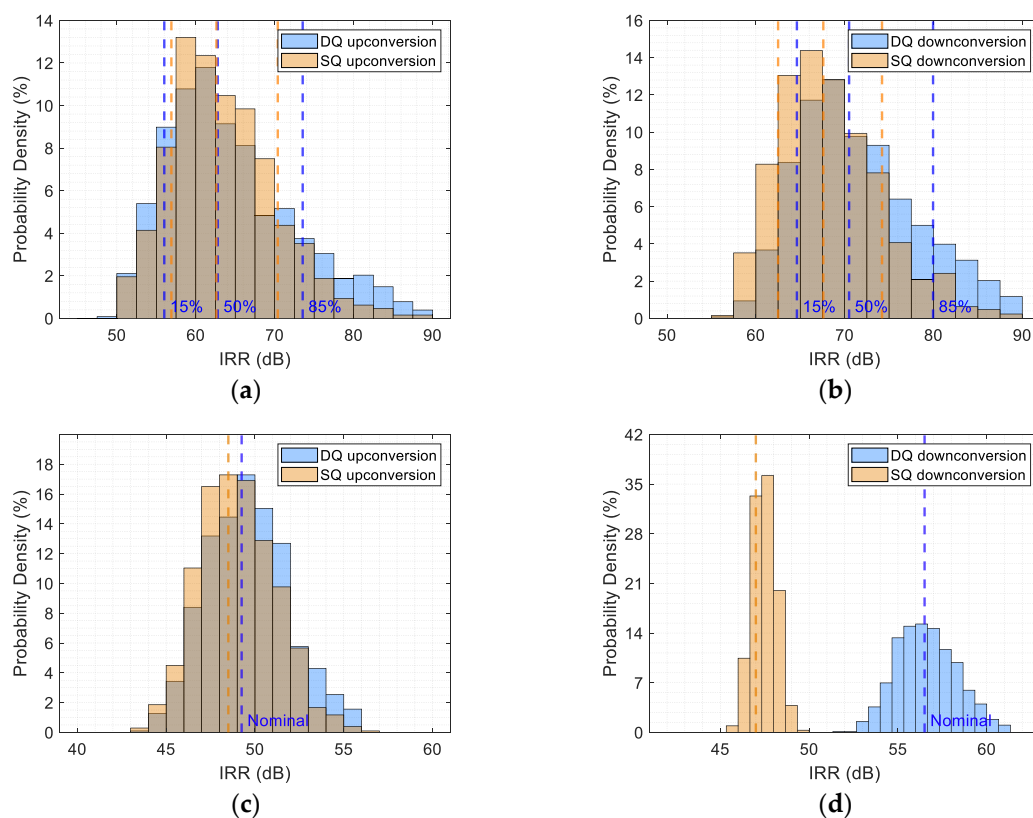 14
12
10
8
6
4
2
0
Probability Density (%)
DQ upconversion
SQ upconversion
15% 50% 85%
50 60 70 80 90
IRR (dB)
(a)
16
14
12
10
8
6
4
2
0
Probability Density (%)
DQ downconversion
SQ downconversion
15% 50% 85%
50 60 70 80 90
IRR (dB)
(b)
18
16
14
12
10
8
6
4
2
0
Probability Density (%)
DQ upconversion
SQ upconversion
Nominal
40 45 50 55 60
IRR (dB)
(c)
42
35
28
21
14
7
0
Probability Density (%)
DQ downconversion
SQ downconversion
Nominal
45 50 55 60
IRR (dB)
(d)